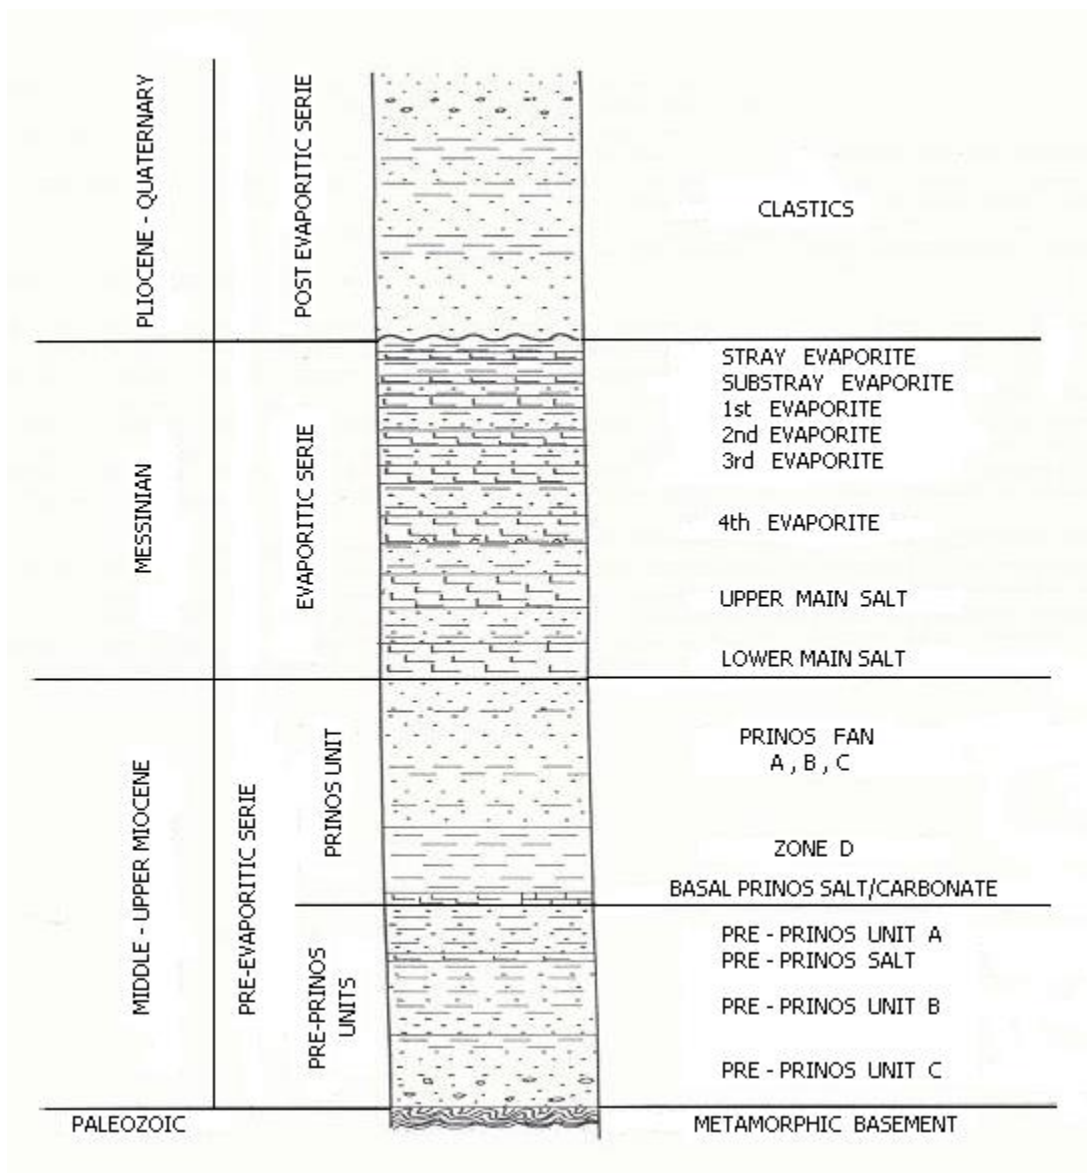 PLIOCENE - QUATERNARY
POST EVAPORITIC SERIE
CLASTICS
MESSINIAN
EVAPORITIC SERIE
STRAY EVAPORITE
SUBSTRAY EVAPORITE
1st EVAPORITE
2nd EVAPORITE
3rd EVAPORITE
4th EVAPORITE
UPPER MAIN SALT
LOWER MAIN SALT
MIDDLE - UPPER MIOCENE
PRE-EVAPORITIC SERIE
PRINOS UNIT
PRINOS FAN
A , B , C
ZONE D
BASAL PRINOS SALT/CARBONATE
PRE-PRINOS
UNITS
PRE - PRINOS UNIT A
PRE - PRINOS SALT
PRE - PRINOS UNIT B
PRE - PRINOS UNIT C
PALEOZOIC
METAMORPHIC BASEMENT